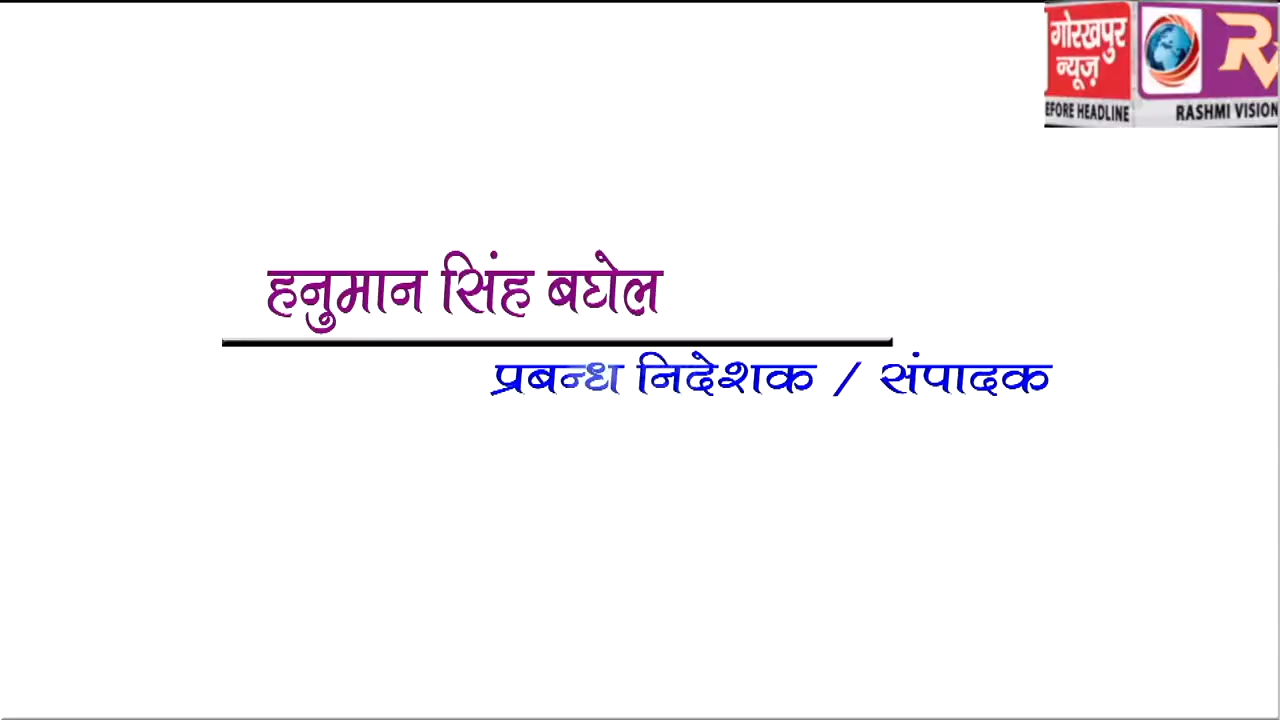 गोरखपुर
न्यूज़
EFORE HEADLINE
RASHMI VISION
हनुमान सिंह बघेल
प्रबन्ध निदेशक / संपादक